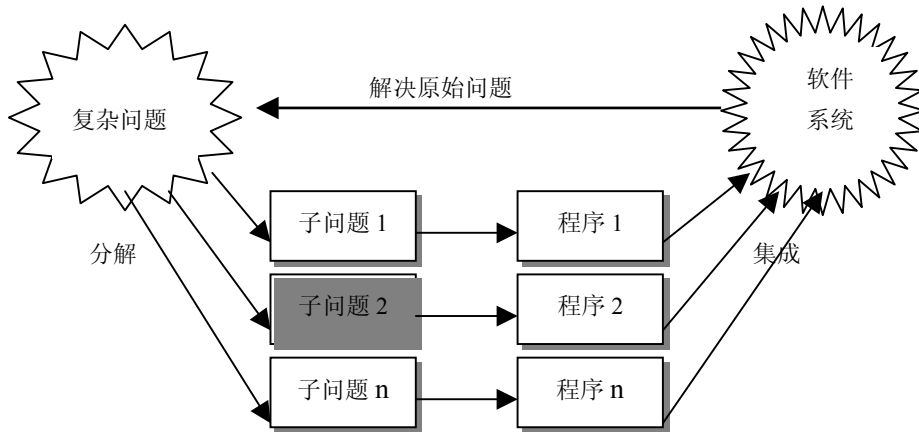 解决原始问题
复杂问题
软件
系统
分解
子问题 1
程序 1
集成
子问题 2
程序 2
子问题 n
程序 n